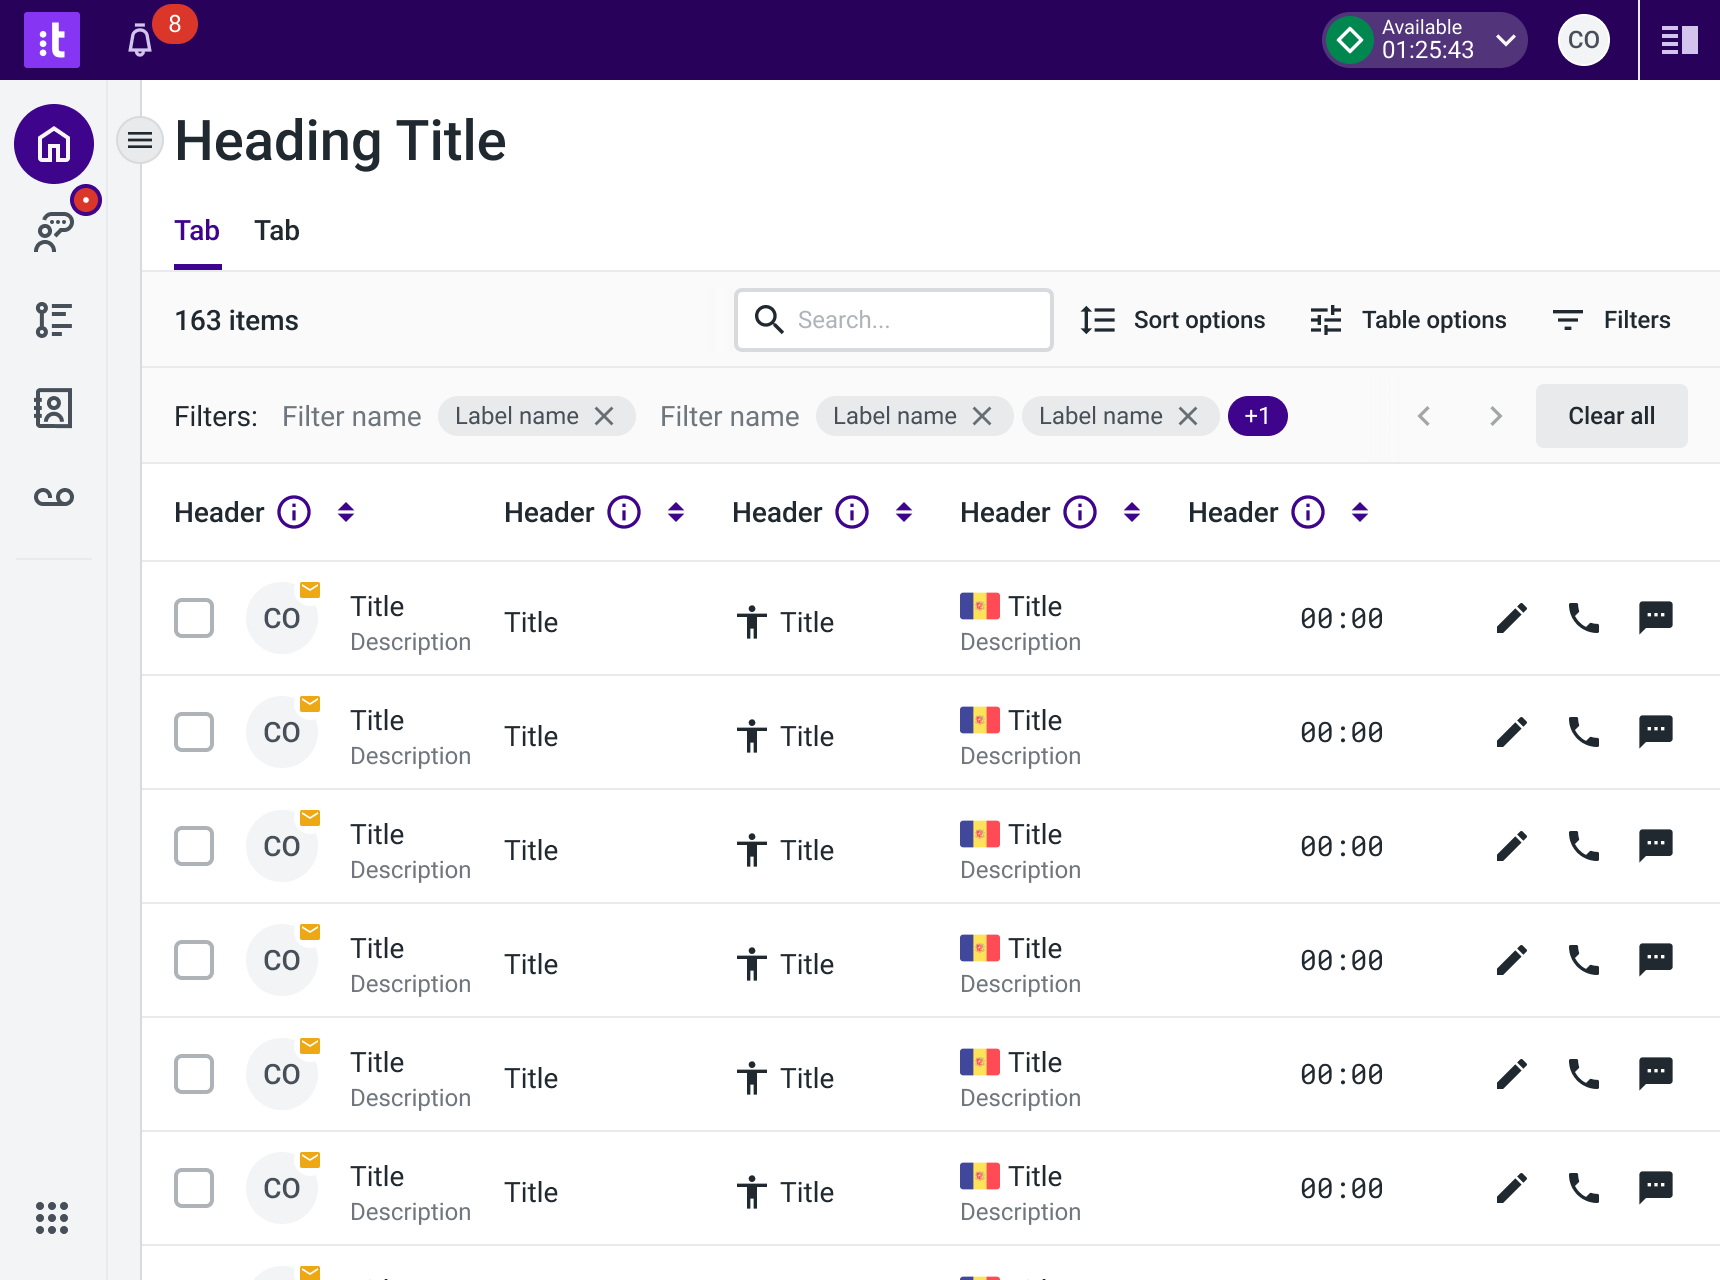 :t
8
Available
01:25:43
CO
Heading Title
Tab Tab
163 items Search... Sort options Table options Filters
Filters: Filter name Label name Filter name Label name Label name +1 Clear all
Header Header Header Header Header
CO Title Title Title Title 00:00
Description Description
CO Title Title Title Title 00:00
Description Description
CO Title Title Title Title 00:00
Description Description
CO Title Title Title Title 00:00
Description Description
CO Title Title Title Title 00:00
Description Description
CO Title Title Title Title 00:00
Description Description